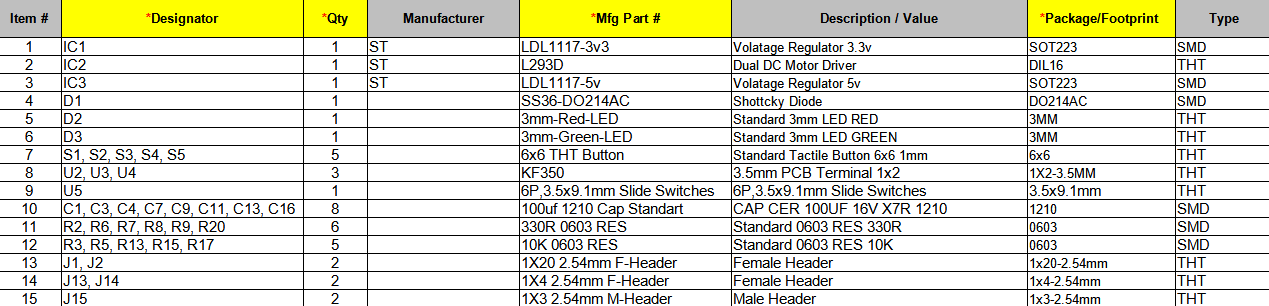 Item # *Designator *Qty Manufacturer *Mfg Part # Description / Value *Package/Footprint Type
1 IC1 1 ST LDL1117-3v3 Volatage Regulator 3.3v SOT223 SMD
2 IC2 1 ST L293D Dual DC Motor Driver DIL16 THT
3 IC3 1 ST LDL1117-5v Volatage Regulator 5v SOT223 SMD
4 D1 1 SS36-DO214AC Shottcky Diode DO214AC SMD
5 D2 1 3mm-Red-LED Standard 3mm LED RED 3MM THT
6 D3 1 3mm-Green-LED Standard 3mm LED GREEN 3MM THT
7 S1, S2, S3, S4, S5 5 6x6 THT Button Standard Tactile Button 6x6 1mm 6x6 THT
8 U2, U3, U4 3 KF350 3.5mm PCB Terminal 1x2 1X2-3.5MM THT
9 U5 1 6P,3.5x9.1mm Slide Switches 6P,3.5x9.1mm Slide Switches 3.5x9.1mm THT
10 C1, C3, C4, C7, C9, C11, C13, C16 8 100uf 1210 Cap Standart CAP CER 100UF 16V X7R 1210 1210 SMD
11 R2, R6, R7, R8, R9, R20 6 330R 0603 RES Standard 0603 RES 330R 0603 SMD
12 R3, R5, R13, R15, R17 5 10K 0603 RES Standard 0603 RES 10K 0603 SMD
13 J1, J2 2 1X20 2.54mm F-Header Female Header 1x20-2.54mm THT
14 J13, J14 2 1X4 2.54mm F-Header Female Header 1x4-2.54mm THT
15 J15 2 1X3 2.54mm M-Header Male Header 1x3-2.54mm THT